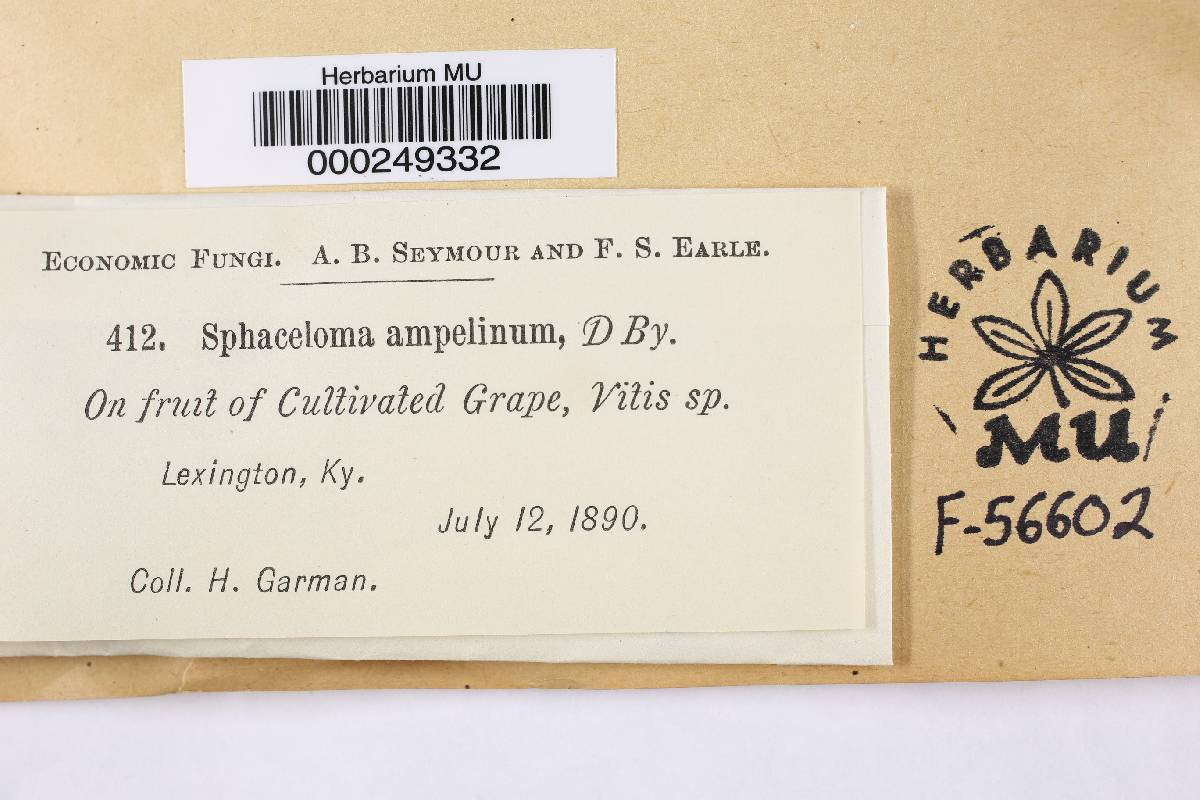 Herbarium MU
000249332
ECONOMIC FUNGI. A. B. SEYMOUR AND F. S. EARLE.
412. Sphaceloma ampelinum, D By.
On fruit of Cultivated Grape, Vitis sp.
Lexington, Ky.
July 12, 1890.
Coll. H. Garman.
HERBARIUM
MU
F-56602